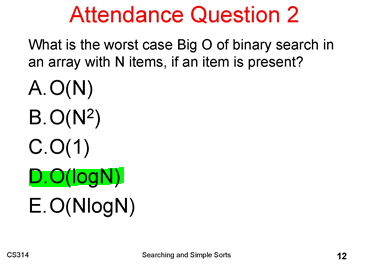 Attendance Question 2
What is the worst case Big O of binary search in
an array with N items, if an item is present?
A. O(N)
B. O(N²)
C. O(1)
D. O(logN)
E. O(NlogN)
CS314
Searching and Simple Sorts
12